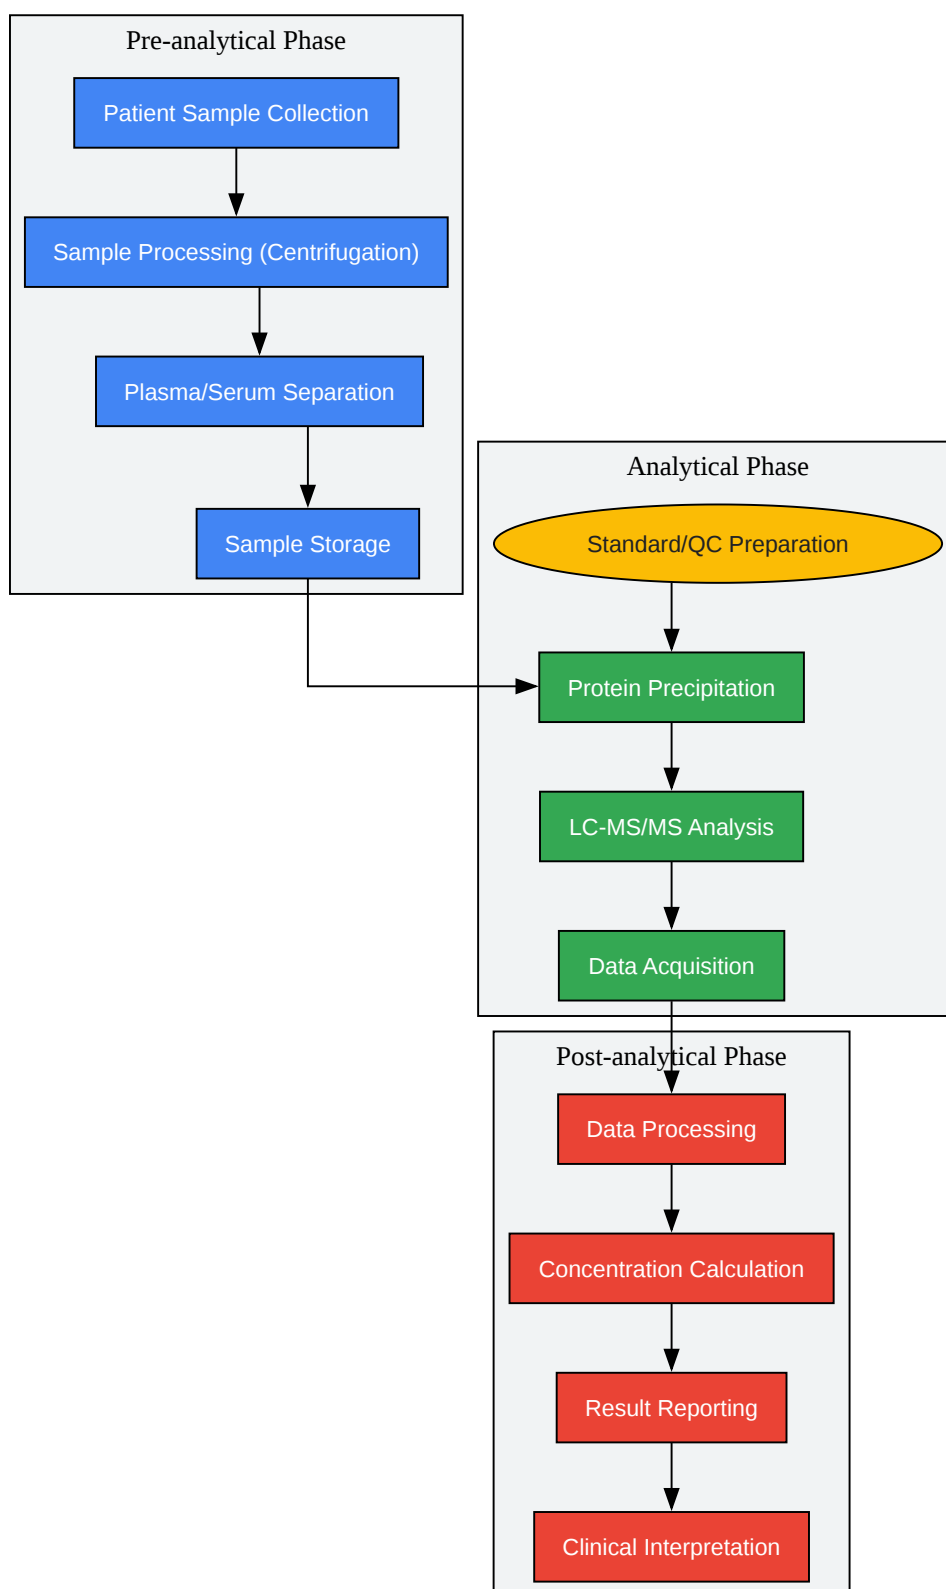 Pre-analytical Phase
Patient Sample Collection
Sample Processing (Centrifugation)
Plasma/Serum Separation
Sample Storage
Analytical Phase
Standard/QC Preparation
Protein Precipitation
LC-MS/MS Analysis
Data Acquisition
Post-analytical Phase
Data Processing
Concentration Calculation
Result Reporting
Clinical Interpretation